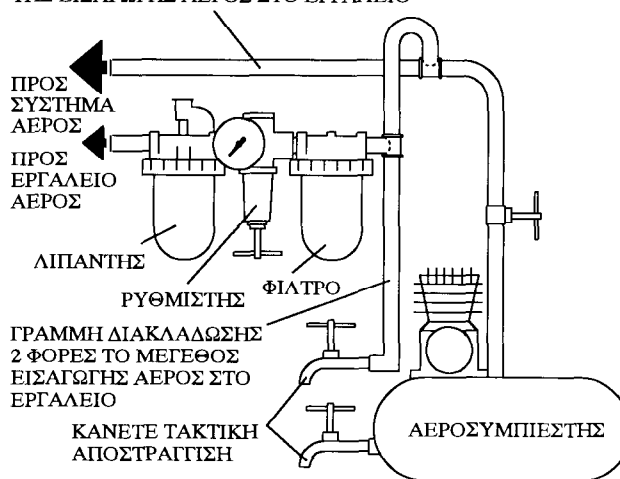 ΠΡΟΣ
ΣΥΣΤΗΜΑ
ΑΕΡΟΣ
ΠΡΟΣ
ΕΡΓΑΛΕΙΟ
ΑΕΡΟΣ
ΛΙΠΑΝΤΗΣ
ΡΥΘΜΙΣΤΗΣ
ΦΙΛΤΡΟ
ΓΡΑΜΜΗ ΔΙΑΚΛΑΔΩΣΗΣ
2 ΦΟΡΕΣ ΤΟ ΜΕΓΕΘΟΣ
ΕΙΣΑΓΩΓΗΣ ΑΕΡΟΣ ΣΤΟ
ΕΡΓΑΛΕΙΟ
ΚΑΝΕΤΕ ΤΑΚΤΙΚΗ
ΑΠΟΣΤΡΑΓΓΙΣΗ
ΑΕΡΟΣΥΜΠΙΕΣΤΗΣ